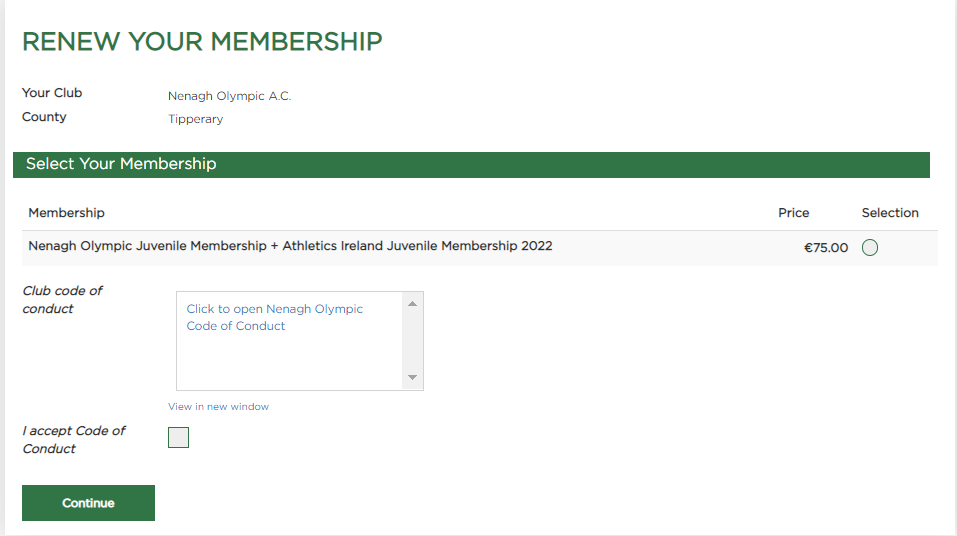 RENEW YOUR MEMBERSHIP
Your Club Nenagh Olympic A.C.
County Tipperary
Select Your Membership
Membership Price Selection
Nenagh Olympic Juvenile Membership + Athletics Ireland Juvenile Membership 2022 €75.00
Club code of
conduct
Click to open Nenagh Olympic
Code of Conduct
View in new window
I accept Code of
Conduct
Continue